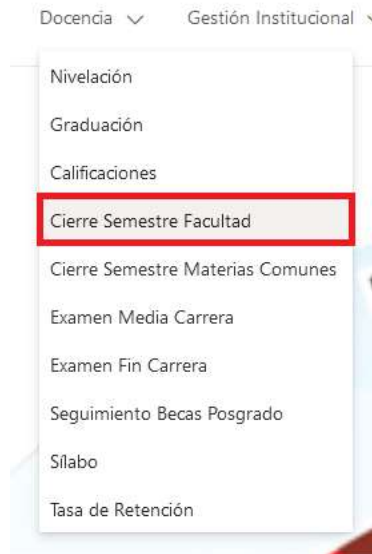 Docencia Gestión Institucional
Nivelación
Graduación
Calificaciones
Cierre Semestre Facultad
Cierre Semestre Materias Comunes
Examen Media Carrera
Examen Fin Carrera
Seguimiento Becas Posgrado
Sílabo
Tasa de Retención